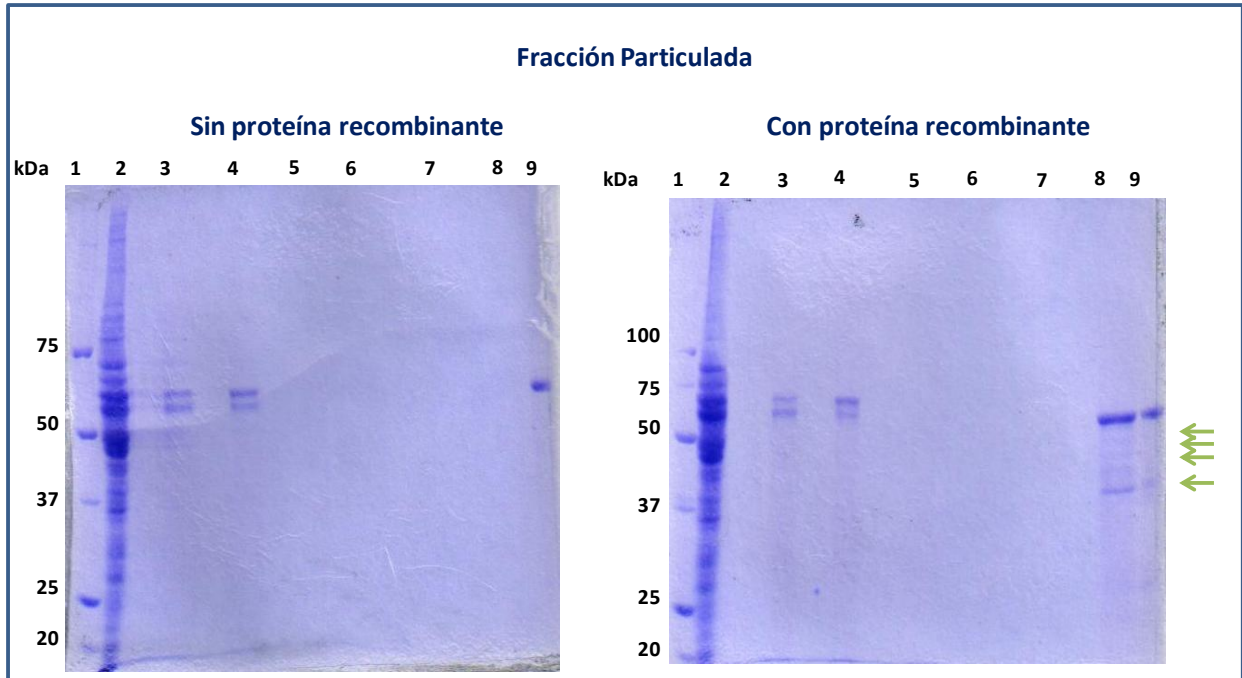 Fracción Particulada
Sin proteína recombinante
kDa 1 2 3 4 5 6 7 8 9
75
50
37
25
20
Con proteína recombinante
kDa 1 2 3 4 5 6 7 8 9
100
75
50
37
25
20